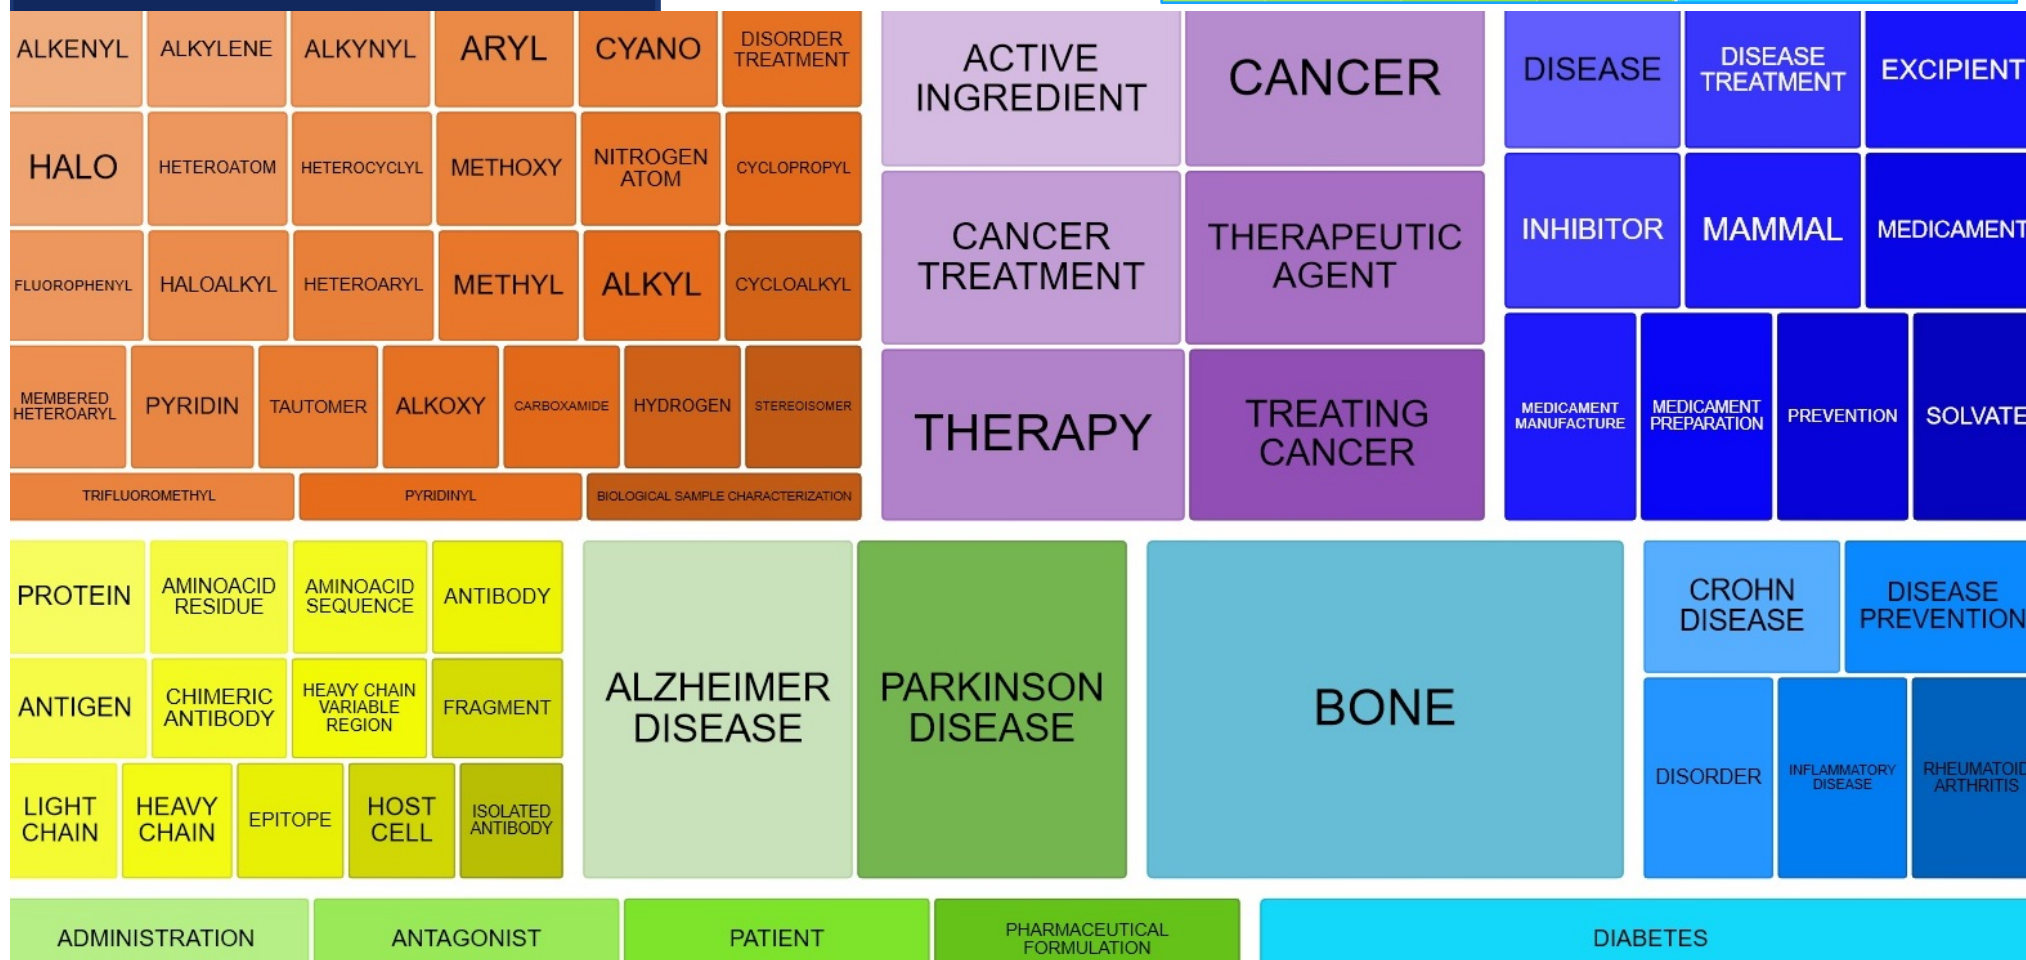 ALKENYL
ALKYLENE
ALKYNYL
ARYL
CYANO
DISORDER
TREATMENT
HALO
HETEROATOM
HETEROCYCLYL
METHOXY
NITROGEN
ATOM
CYCLOPROPYL
FLUOROPHENYL
HALOALKYL
HETEROARYL
METHYL
ALKYL
CYCLOALKYL
MEMBERED
HETEROARYL
PYRIDIN
TAUTOMER
ALKOXY
CARBOXAMIDE
HYDROGEN
STEREOISOMER
TRIFLUOROMETHYL
PYRIDINYL
BIOLOGICAL SAMPLE CHARACTERIZATION
ACTIVE
INGREDIENT
CANCER
CANCER
TREATMENT
THERAPEUTIC
AGENT
THERAPY
TREATING
CANCER
DISEASE
DISEASE
TREATMENT
EXCIPIENT
INHIBITOR
MAMMAL
MEDICAMENT
MEDICAMENT
MANUFACTURE
MEDICAMENT
PREPARATION
PREVENTION
SOLVATE
PROTEIN
AMINOACID
RESIDUE
AMINOACID
SEQUENCE
ANTIBODY
ANTIGEN
CHIMERIC
ANTIBODY
HEAVY CHAIN
VARIABLE
REGION
FRAGMENT
LIGHT
CHAIN
HEAVY
CHAIN
EPITOPE
HOST
CELL
ISOLATED
ANTIBODY
ALZHEIMER
DISEASE
PARKINSON
DISEASE
BONE
CROHN
DISEASE
DISEASE
PREVENTION
DISORDER
INFLAMMATORY
DISEASE
RHEUMATOID
ARTHRITIS
ADMINISTRATION
ANTAGONIST
PATIENT
PHARMACEUTICAL
FORMULATION
DIABETES